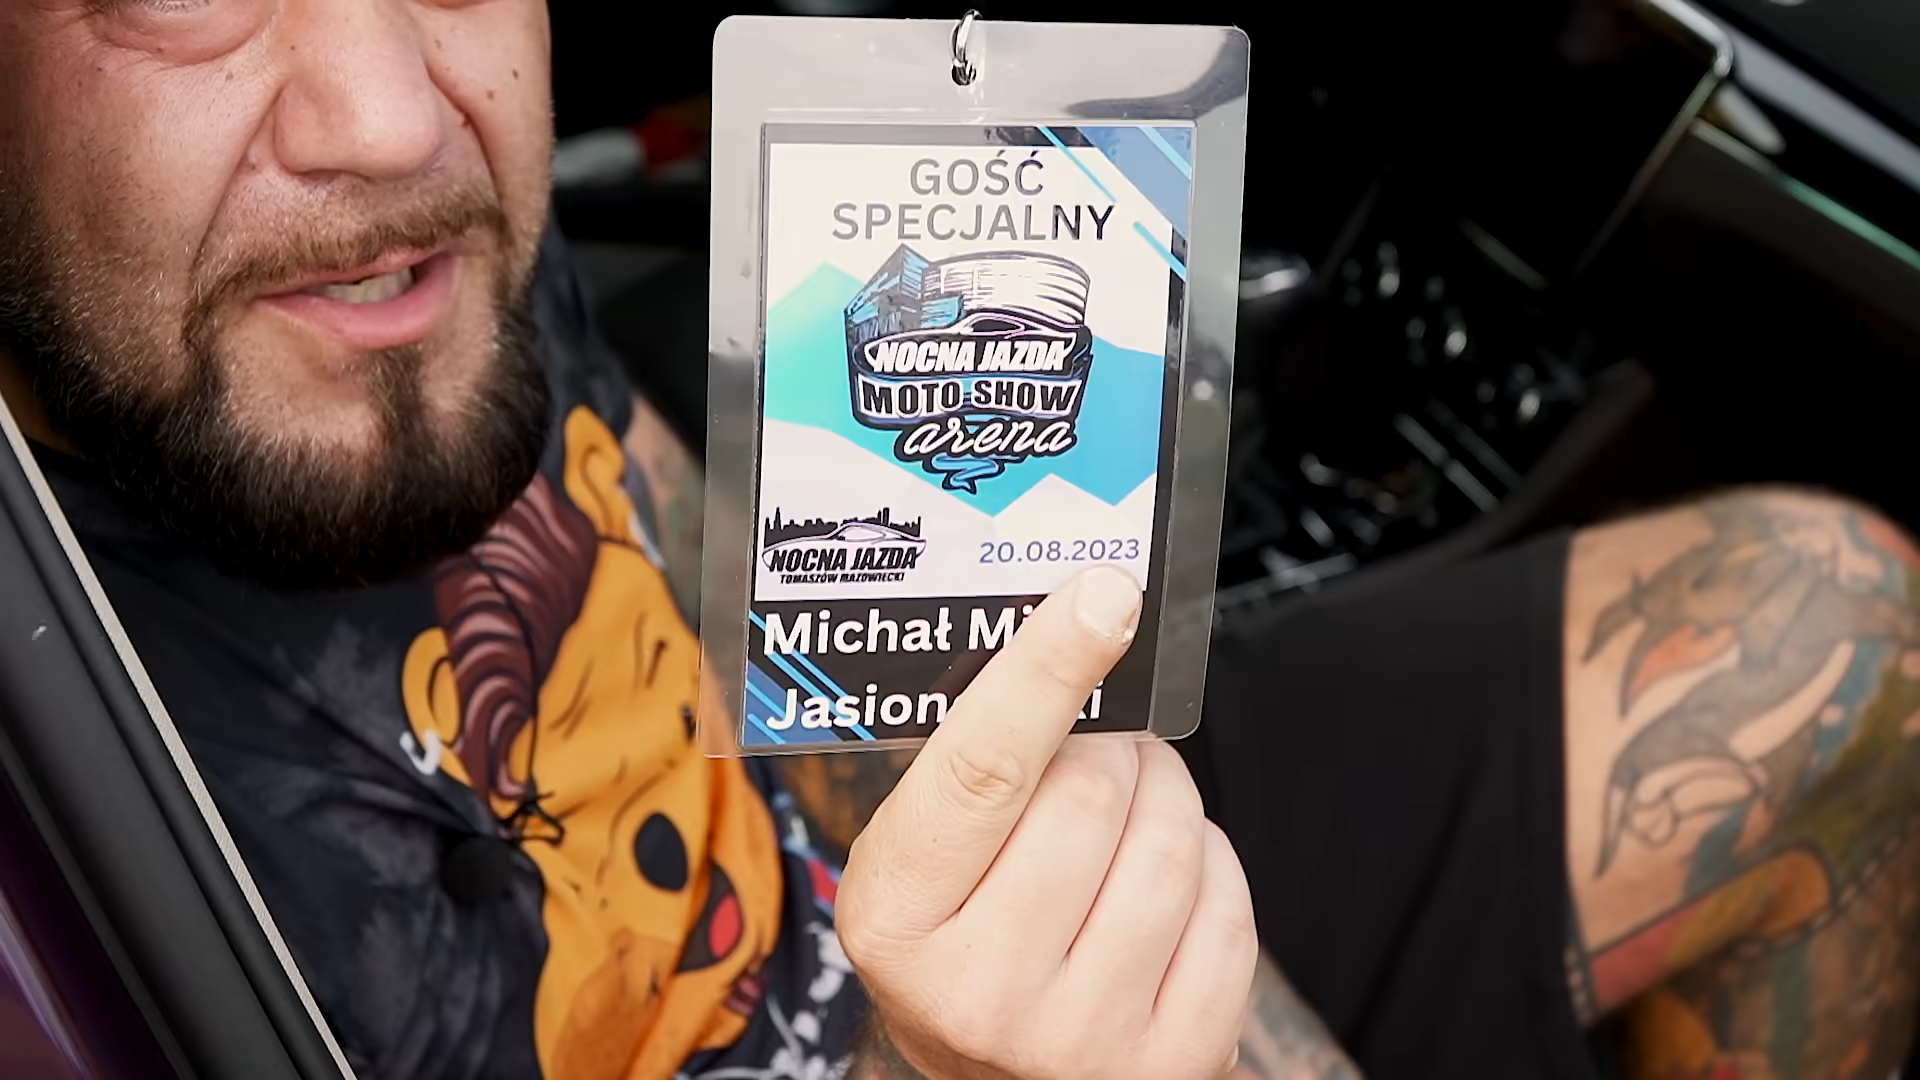 GOŚĆ
SPECJALNY
NOCNA JAZDA
MOTO SHOW
arena
NOCNA JAZDA
TOMASZÓW MAZOWIECKI
20.08.2023
Michał